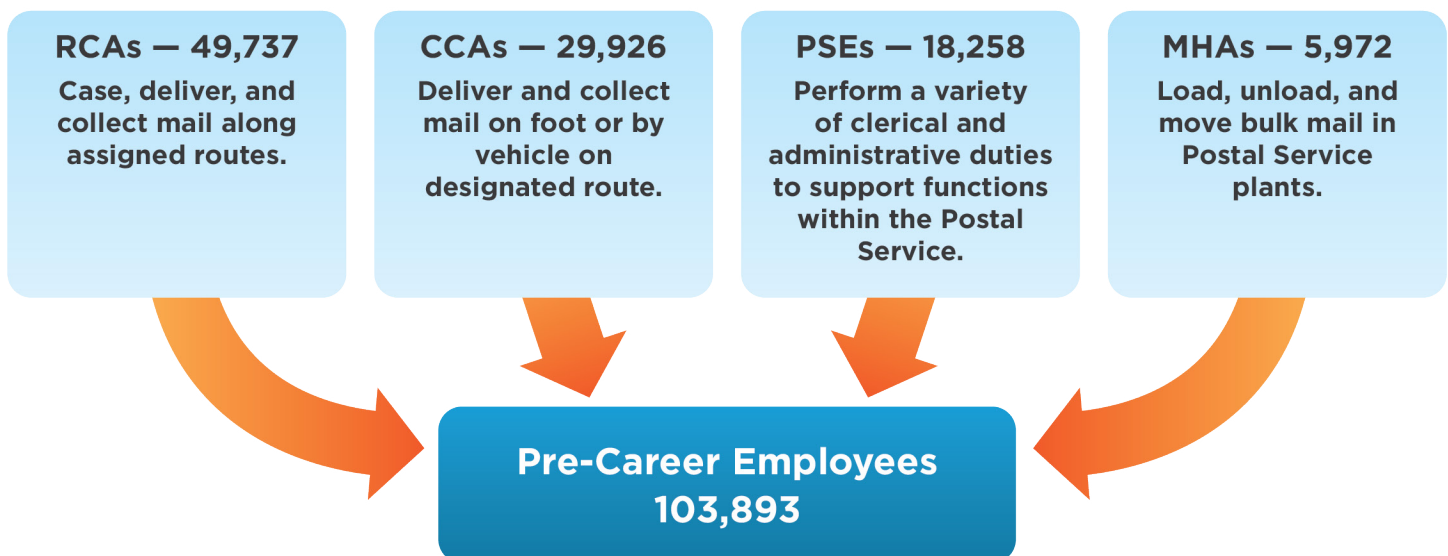 RCAs — 49,737
Case, deliver, and
collect mail along
assigned routes.
CCAs — 29,926
Deliver and collect
mail on foot or by
vehicle on
designated route.
PSEs — 18,258
Perform a variety
of clerical and
administrative duties
to support functions
within the Postal
Service.
MHAs — 5,972
Load, unload, and
move bulk mail in
Postal Service
plants.
Pre-Career Employees
103,893